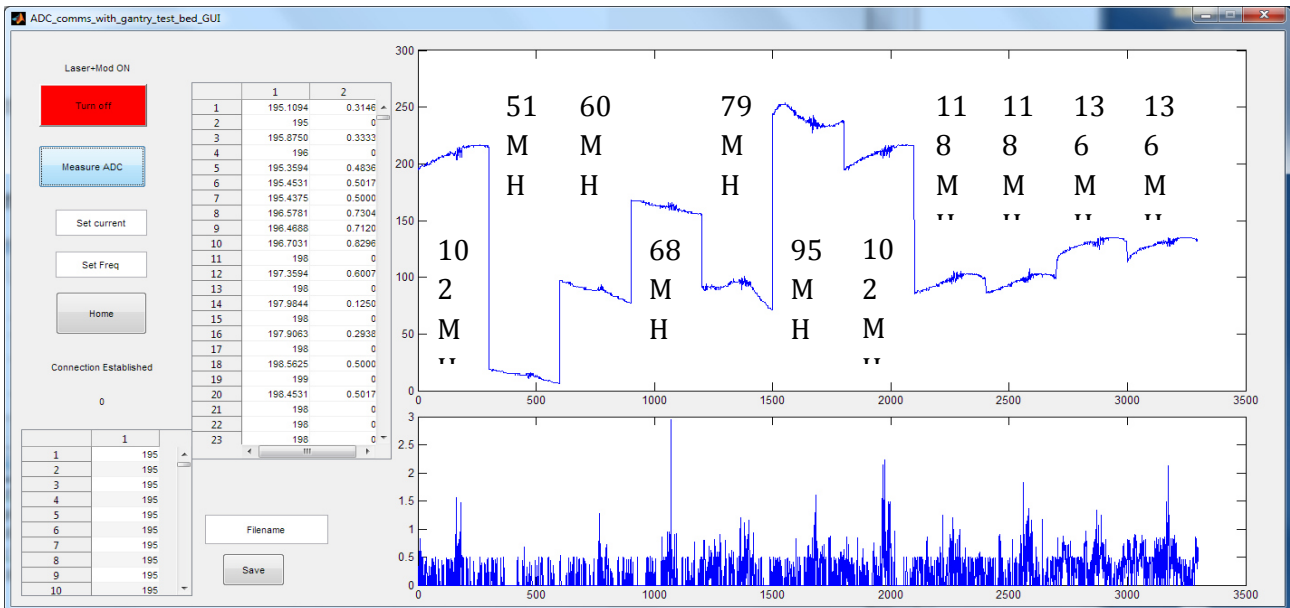 ADC_comms_with_gantry_test_bed_GUI
Laser+Mod ON
Turn off
Measure ADC
Set current
Set Freq
Home
Connection Established
0
1
1 195
2 195
3 195
4 195
5 195
6 195
7 195
8 195
9 195
10 195
1 2
1 195.1094 0.3146
2 195 0
3 195.8750 0.3333
4 196 0
5 195.3594 0.4836
6 195.4531 0.5017
7 195.4375 0.5000
8 196.5781 0.7304
9 196.4688 0.7120
10 196.7031 0.8296
11 198 0
12 197.3594 0.6007
13 198 0
14 197.9844 0.1250
15 198 0
16 197.9063 0.2938
17 198 0
18 198.5625 0.5000
19 199 0
20 198.4531 0.5017
21 198 0
22 198 0
23 198 0
Filename
Save
300
250
200
150
100
50
0
0 500 1000 1500 2000 2500 3000 3500
51
M
H
60
M
H
79
M
H
11
8
M
H
11
8
M
H
13
6
M
H
13
6
M
H
10
2
M
H
68
M
H
95
M
H
10
2
M
H
3
2.5
2
1.5
1
0.5
0
0 500 1000 1500 2000 2500 3000 3500